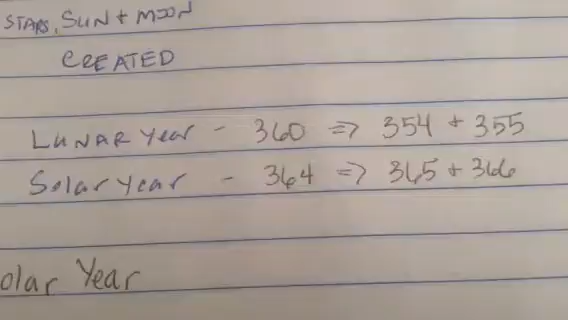 STARS, SUN + MOON
CREATED
LUNAR Year - 360 => 354 + 355
Solar year - 364 => 365 + 366
olar Year